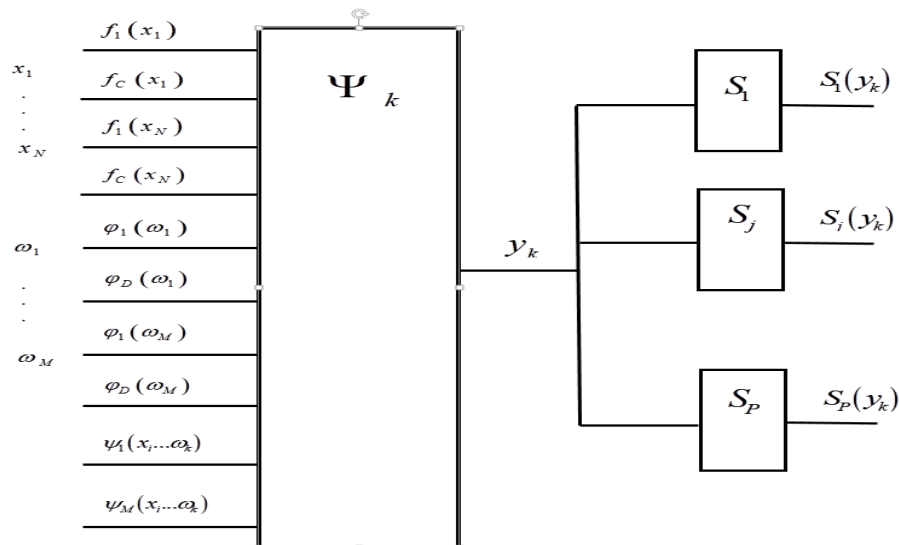 f₁(x₁)
x₁
f_C(x₁)
.
.
.
f₁(x_N)
x_N
f_C(x_N)
φ₁(ω₁)
ω₁
φ_D(ω₁)
.
.
.
φ₁(ω_M)
ω_M
φ_D(ω_M)
ψ₁(x_i...ω_k)
ψ_M(x_i...ω_k)
Ψ_k
y_k
S₁
S₁(y_k)
S_j
S_i(y_k)
S_P
S_P(y_k)